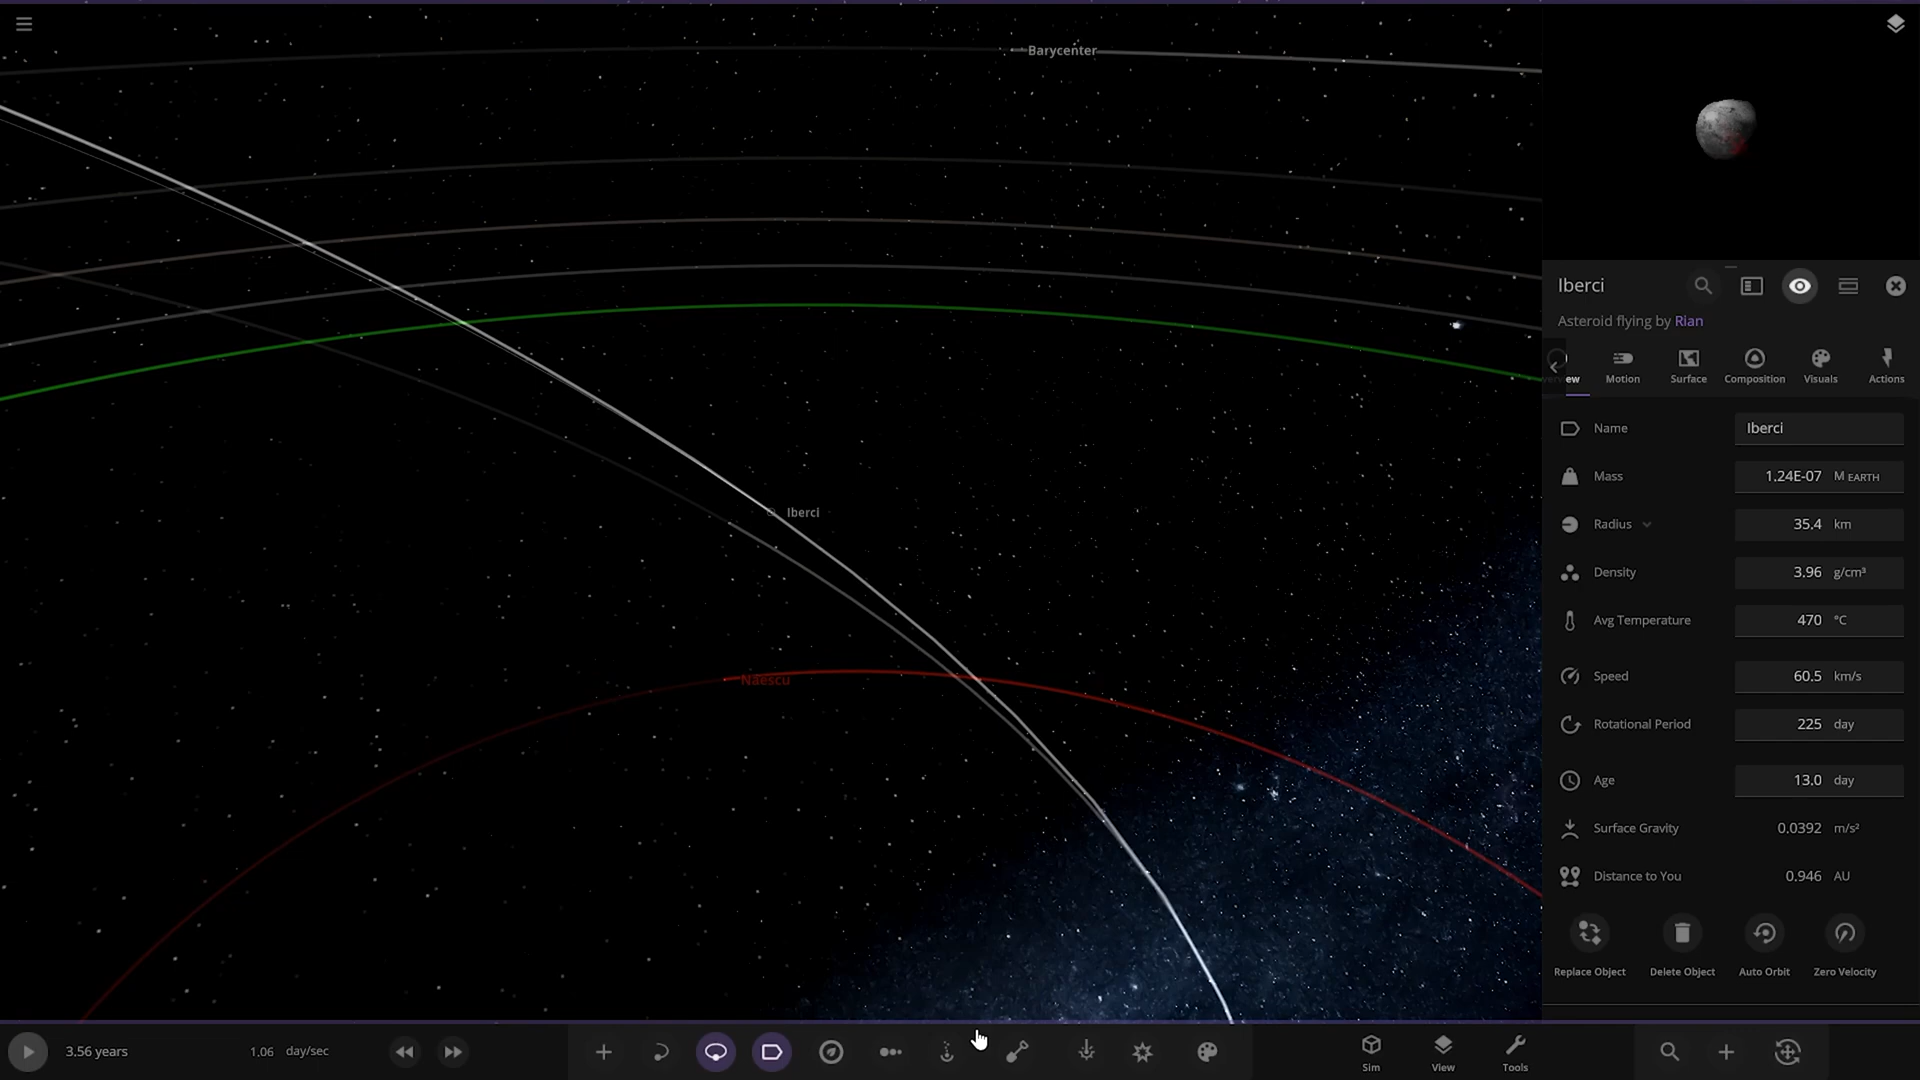 Barycenter
Iberci
Naescu
Iberci
Asteroid flying by Rian
ew Motion Surface Composition Visuals Actions
Name Iberci
Mass 1.24E-07 M EARTH
Radius 35.4 km
Density 3.96 g/cm³
Avg Temperature 470 °C
Speed 60.5 km/s
Rotational Period 225 day
Age 13.0 day
Surface Gravity 0.0392 m/s²
Distance to You 0.946 AU
Replace Object Delete Object Auto Orbit Zero Velocity
3.56 years 1.06 day/sec Sim View Tools